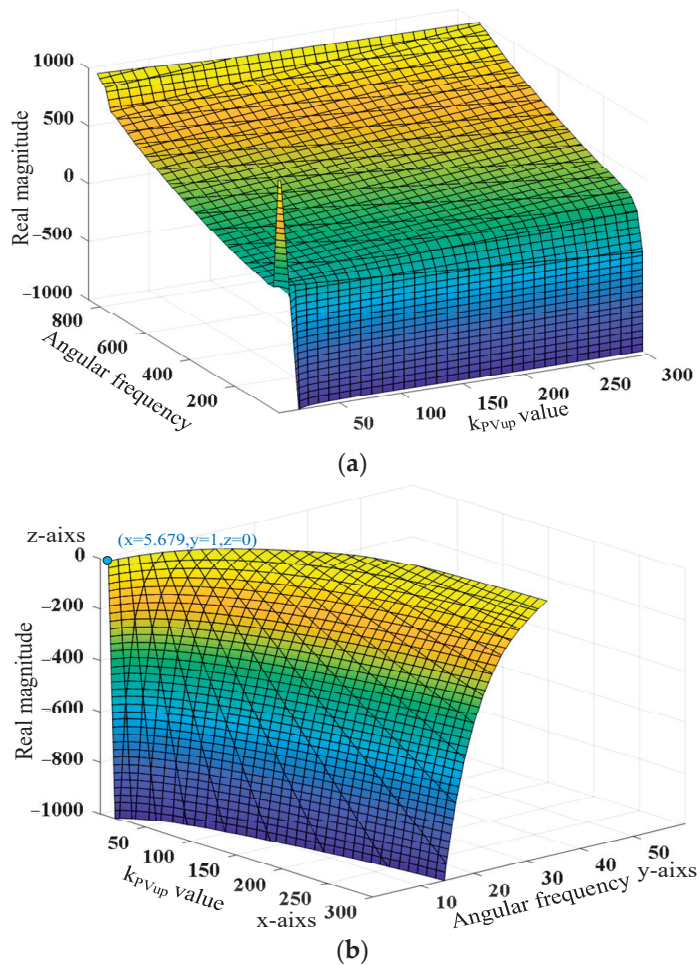 1000
500
0
−500
−1000
Real magnitude
800
600
400
200
Angular frequency
50
100
150
200
250
300
kPVup value
(a)
z-aixs
(x=5.679,y=1,z=0)
0
−200
−400
−600
−800
−1000
Real magnitude
50
100
150
200
250
300
kPVup value
x-aixs
10
20
30
40
50
Angular frequency
y-aixs
(b)